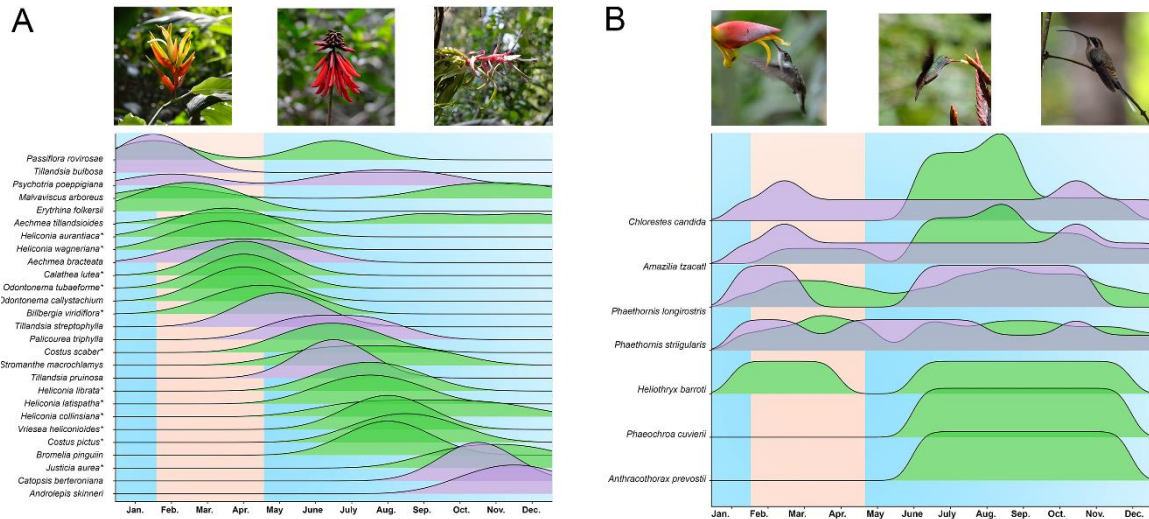 A
B
Passiflora rovirosae
Tillandsia bulbosa
Psychotria poeppigiana
Malvaviscus arboreus
Erytrhina folkersii
Aechmea tillandsioides
Heliconia aurantiaca*
Heliconia wagneriana*
Aechmea bracteata
Calathea lutea*
Odontonema tubaeforme*
Odontonema callystachium
Billbergia viridiflora*
Tillandsia streptophylla
Palicourea triphylla
Costus scaber*
Stromanthe macrochlamys
Tillandsia pruinosa
Heliconia librata*
Heliconia latispatha*
Heliconia collinsiana*
Vriesea heliconioides*
Costus pictus*
Bromelia pinguin
Justicia aurea*
Catopsis berteroniana
Androlepis skinneri
Jan. Feb. Mar. Apr. May June July Aug. Sep. Oct. Nov. Dec.
Chlorestes candida
Amazilia tzacatl
Phaethornis longirostris
Phaethornis striigularis
Heliothryx barroti
Phaeochroa cuvierii
Anthracothorax prevostii
Jan. Feb. Mar. Apr. May June July Aug. Sep. Oct. Nov. Dec.